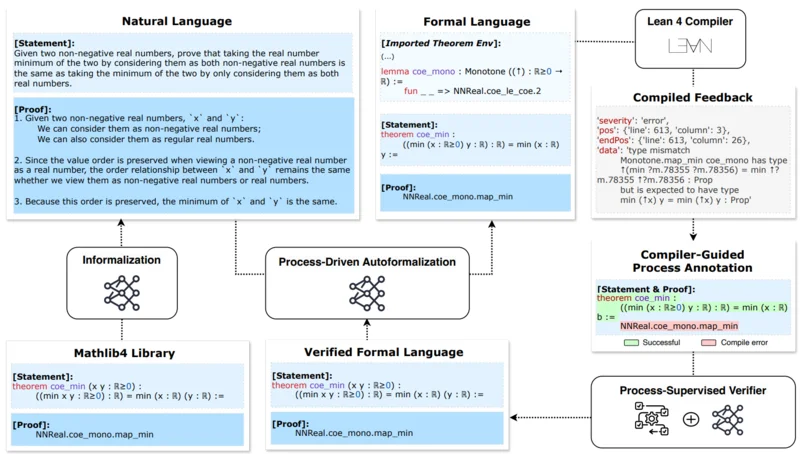 Natural Language
[Statement]:
Given two non-negative real numbers, prove that taking the real number
minimum of the two by considering them as both non-negative real numbers is
the same as taking the minimum of the two by only considering them as both
real numbers.
[Proof]:
1. Given two non-negative real numbers, `x` and `y`:
We can consider them as non-negative real numbers;
We can also consider them as regular real numbers.
2. Since the value order is preserved when viewing a non-negative real number
as a real number, the order relationship between `x` and `y` remains the same
whether we view them as non-negative real numbers or real numbers.
3. Because this order is preserved, the minimum of `x` and `y` is the same.
Formal Language
[Imported Theorem Env]
(...)
lemma coe_mono : Monotone ((↑) : ℝ≥0 →
ℝ) :=
fun _ _ => NNReal.coe_le_coe.2
[Statement]:
theorem coe_min :
((min (x : ℝ≥0) y : ℝ) : ℝ) = min (x : ℝ)
y :=
[Proof]:
NNReal.coe_mono.map_min
Lean 4 Compiler
Compiled Feedback
'severity': 'error',
'pos': {'line': 613, 'column': 3},
'endPos': {'line': 613, 'column': 26},
'data': 'type mismatch
Monotone.map_min coe_mono has type
↑(min ?m.78355 ?m.78356) = min ↑?
m.78355 ↑?m.78356 : Prop
but is expected to have type
min (↑x) y = min (↑x) y : Prop'
Informalization
Process-Driven Autoformalization
Compiler-Guided
Process Annotation
[Statement & Proof]:
theorem coe_min :
((min (x : ℝ≥0) y : ℝ) : ℝ) = min (x : ℝ)
b :=
NNReal.coe_mono.map_min
Successful
Compile error
Mathlib4 Library
[Statement]:
theorem coe_min (x y : ℝ≥0) :
((min x y : ℝ≥0) : ℝ) = min (x : ℝ) (y : ℝ) :=
[Proof]:
NNReal.coe_mono.map_min
Verified Formal Language
[Statement]:
theorem coe_min (x y : ℝ≥0) :
((min x y : ℝ≥0) : ℝ) = min (x : ℝ) (y : ℝ) :=
[Proof]:
NNReal.coe_mono.map_min
Process-Supervised Verifier